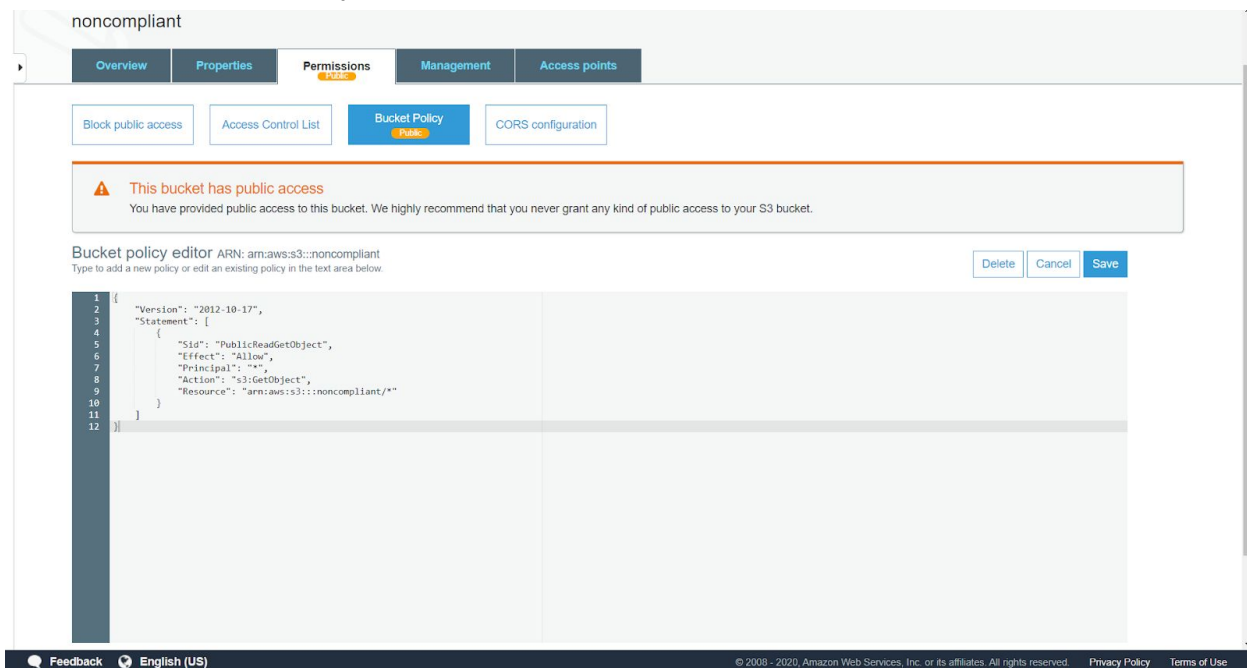 noncompliant
Overview Properties Permissions Management Access points
Public
Block public access Access Control List Bucket Policy CORS configuration
Public
This bucket has public access
You have provided public access to this bucket. We highly recommend that you never grant any kind of public access to your S3 bucket.
Bucket policy editor ARN: arn:aws:s3:::noncompliant
Type to add a new policy or edit an existing policy in the text area below.
Delete Cancel Save
1 {
2 "Version": "2012-10-17",
3 "Statement": [
4 {
5 "Sid": "PublicReadGetObject",
6 "Effect": "Allow",
7 "Principal": "*",
8 "Action": "s3:GetObject",
9 "Resource": "arn:aws:s3:::noncompliant/*"
10 }
11 ]
12 }
Feedback English (US) © 2008 - 2020, Amazon Web Services, Inc. or its affiliates. All rights reserved. Privacy Policy Terms of Use